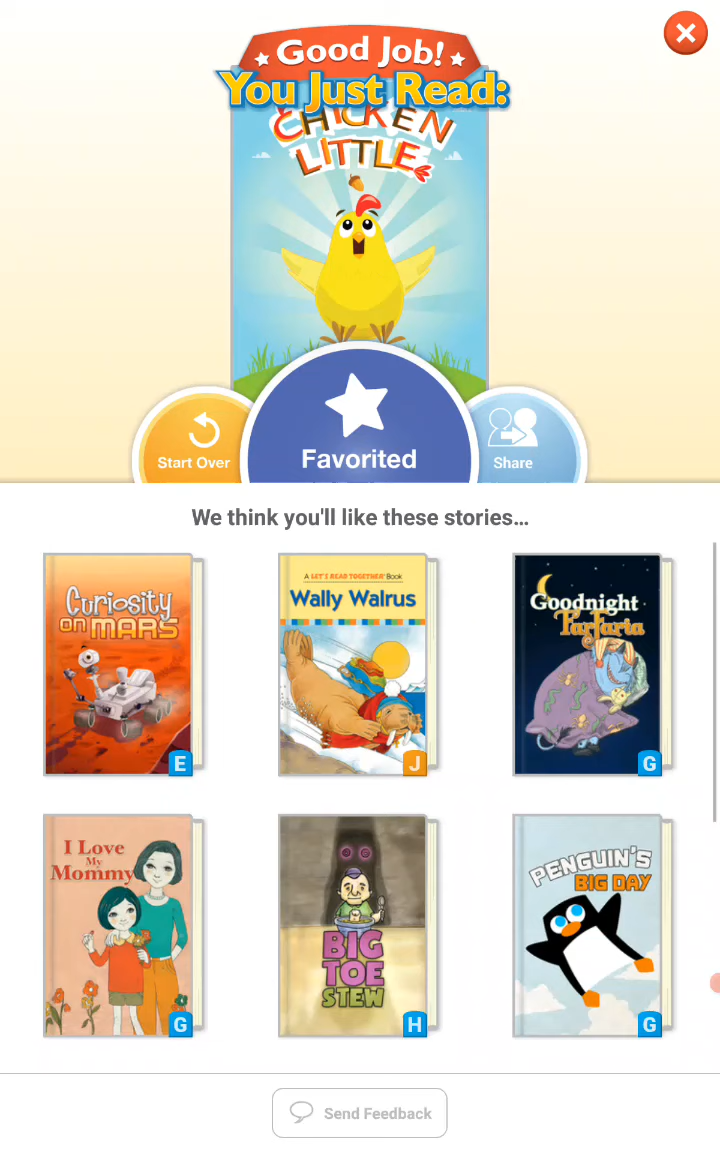 Good Job!
You Just Read:
CHICKEN
LITTLE
Start Over
Favorited
Share
We think you'll like these stories...
Curiosity
ON MARS
E
A LET'S READ TOGETHER® Book
Wally Walrus
J
Goodnight
FarFaria
G
I Love
My
Mommy
G
BIG
TOE
STEW
H
PENGUIN'S
BIG DAY
G
Send Feedback